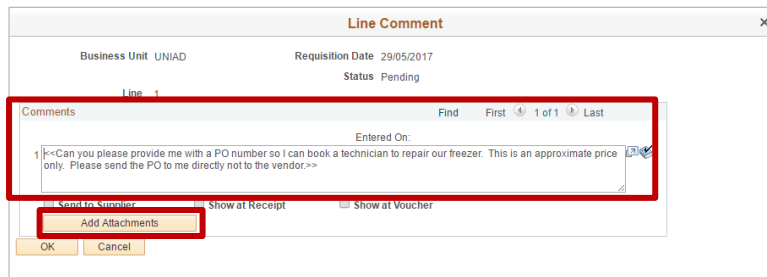 Line Comment
×
Business Unit UNIAD Requisition Date 29/05/2017
Status Pending
Line 1
Comments Find First 1 of 1 Last
Entered On:
1 <<Can you please provide me with a PO number so I can book a technician to repair our freezer. This is an approximate price
only. Please send the PO to me directly not to the vendor.>>
Send to Supplier Show at Receipt Show at Voucher
Add Attachments
OK Cancel